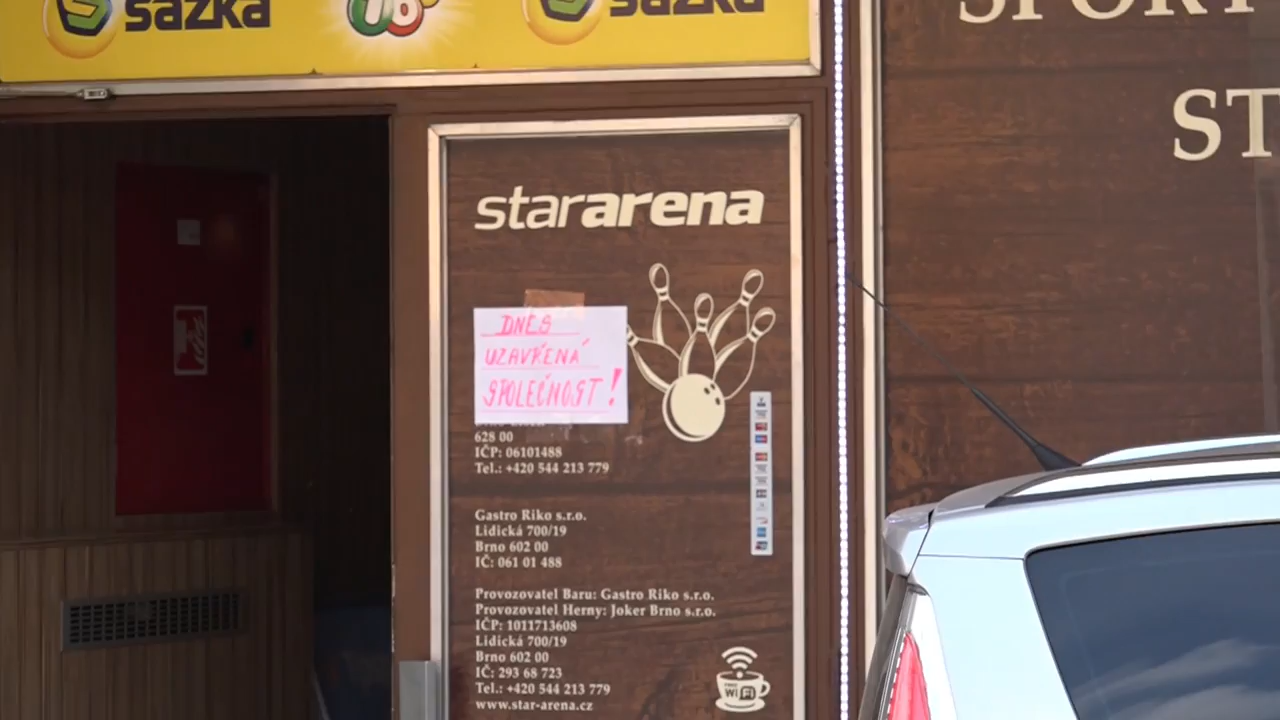 sazka
sazka
SPORT
ST
stararena
DNES
UZAVŘENÁ
SPOLEČNOST!
628 00
IČP: 06101488
Tel.: +420 544 213 779
Gastro Riko s.r.o.
Lidická 700/19
Brno 602 00
IČ: 061 01 488
Provozovatel Baru: Gastro Riko s.r.o.
Provozovatel Herny: Joker Brno s.r.o.
IČP: 1011713608
Lidická 700/19
Brno 602 00
IČ: 293 68 723
Tel.: +420 544 213 779
www.star-arena.cz
FREE
WiFi